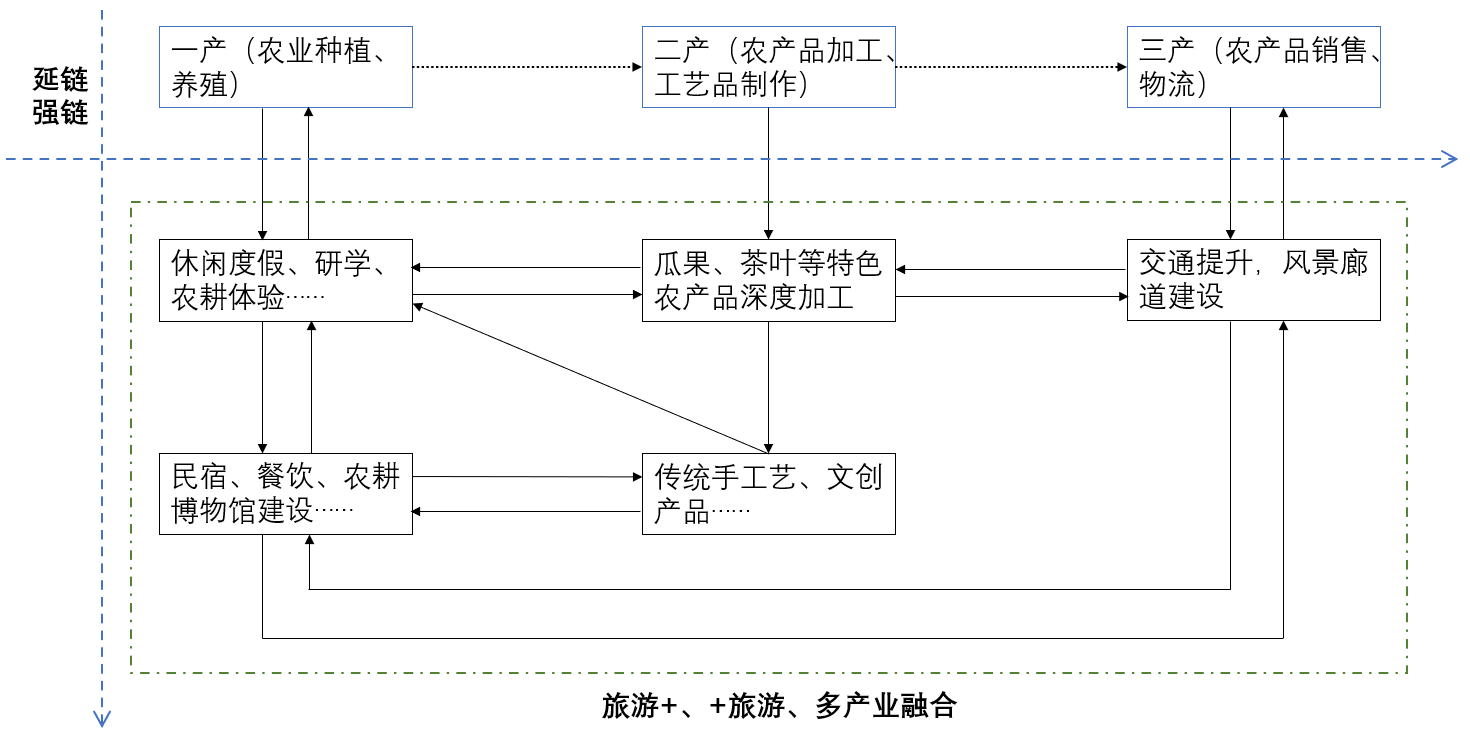 延链
强链
一产（农业种植、
养殖）
二产（农产品加工、
工艺品制作）
三产（农产品销售、
物流）
休闲度假、研学、
农耕体验……
瓜果、茶叶等特色
农产品深度加工
交通提升，风景廊
道建设
民宿、餐饮、农耕
博物馆建设……
传统手工艺、文创
产品……
旅游+、+旅游、多产业融合